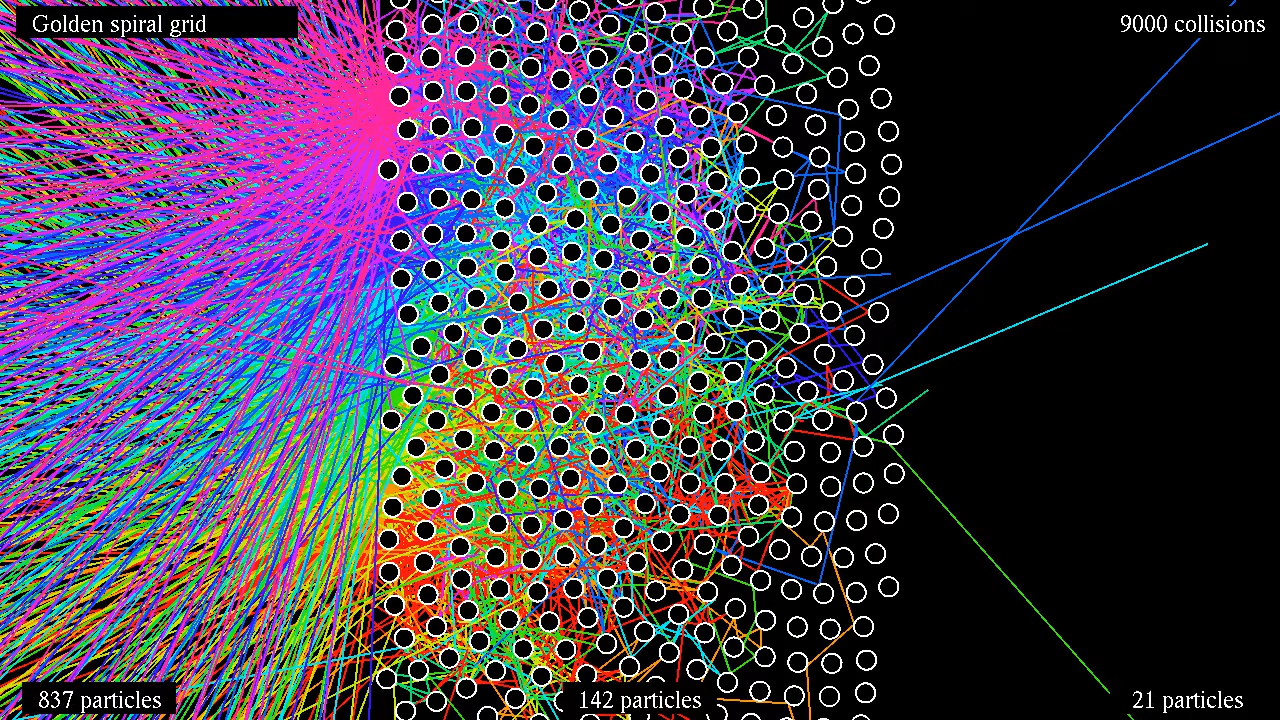 Golden spiral grid
9000 collisions
837 particles
142 particles
21 particles